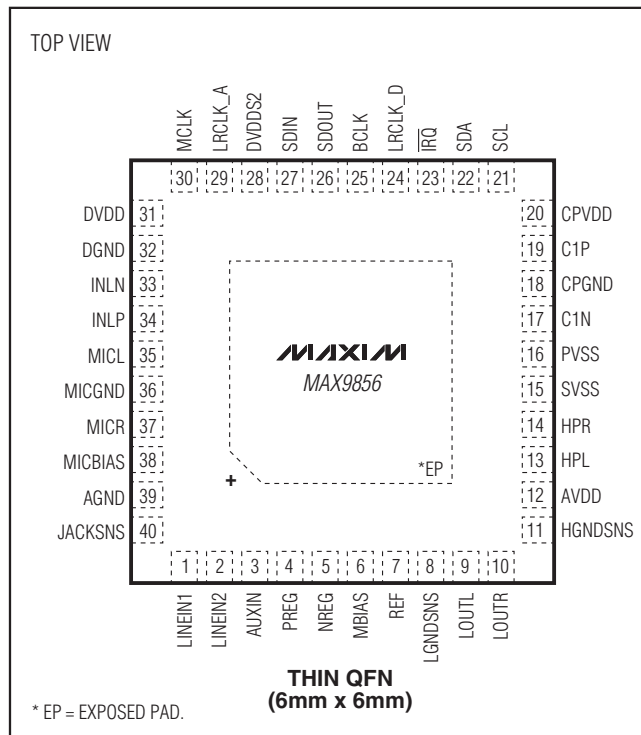 TOP VIEW
MCLK
LRCLK_A
DVDDS2
SDIN
SDOUT
BCLK
LRCLK_D
IRQ
SDA
SCL
30 29 28 27 26 25 24 23 22 21
DVDD 31
DGND 32
INLN 33
INLP 34
MICL 35
MICGND 36
MICR 37
MICBIAS 38
AGND 39
JACKSNS 40
MAXIM
MAX9856
*EP
+
20 CPVDD
19 C1P
18 CPGND
17 C1N
16 PVSS
15 SVSS
14 HPR
13 HPL
12 AVDD
11 HGNDSNS
1 2 3 4 5 6 7 8 9 10
LINEIN1
LINEIN2
AUXIN
PREG
NREG
MBIAS
REF
LGNDSNS
LOUTL
LOUTR
THIN QFN
(6mm x 6mm)
* EP = EXPOSED PAD.